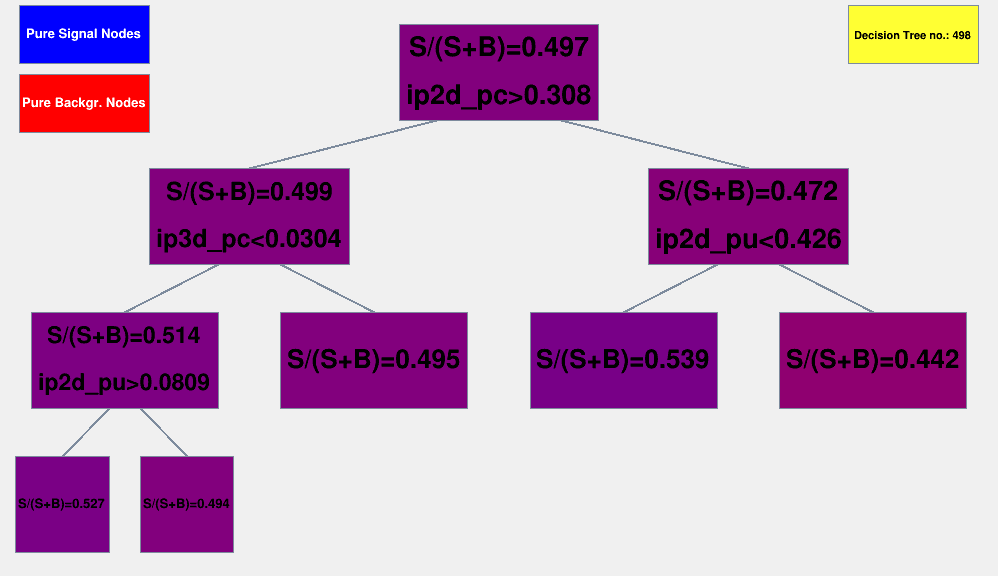 Pure Signal Nodes
Pure Backgr. Nodes
Decision Tree no.: 498
S/(S+B)=0.497
ip2d_pc>0.308
S/(S+B)=0.499
ip3d_pc<0.0304
S/(S+B)=0.472
ip2d_pu<0.426
S/(S+B)=0.514
ip2d_pu>0.0809
S/(S+B)=0.495
S/(S+B)=0.539
S/(S+B)=0.442
S/(S+B)=0.527
S/(S+B)=0.494